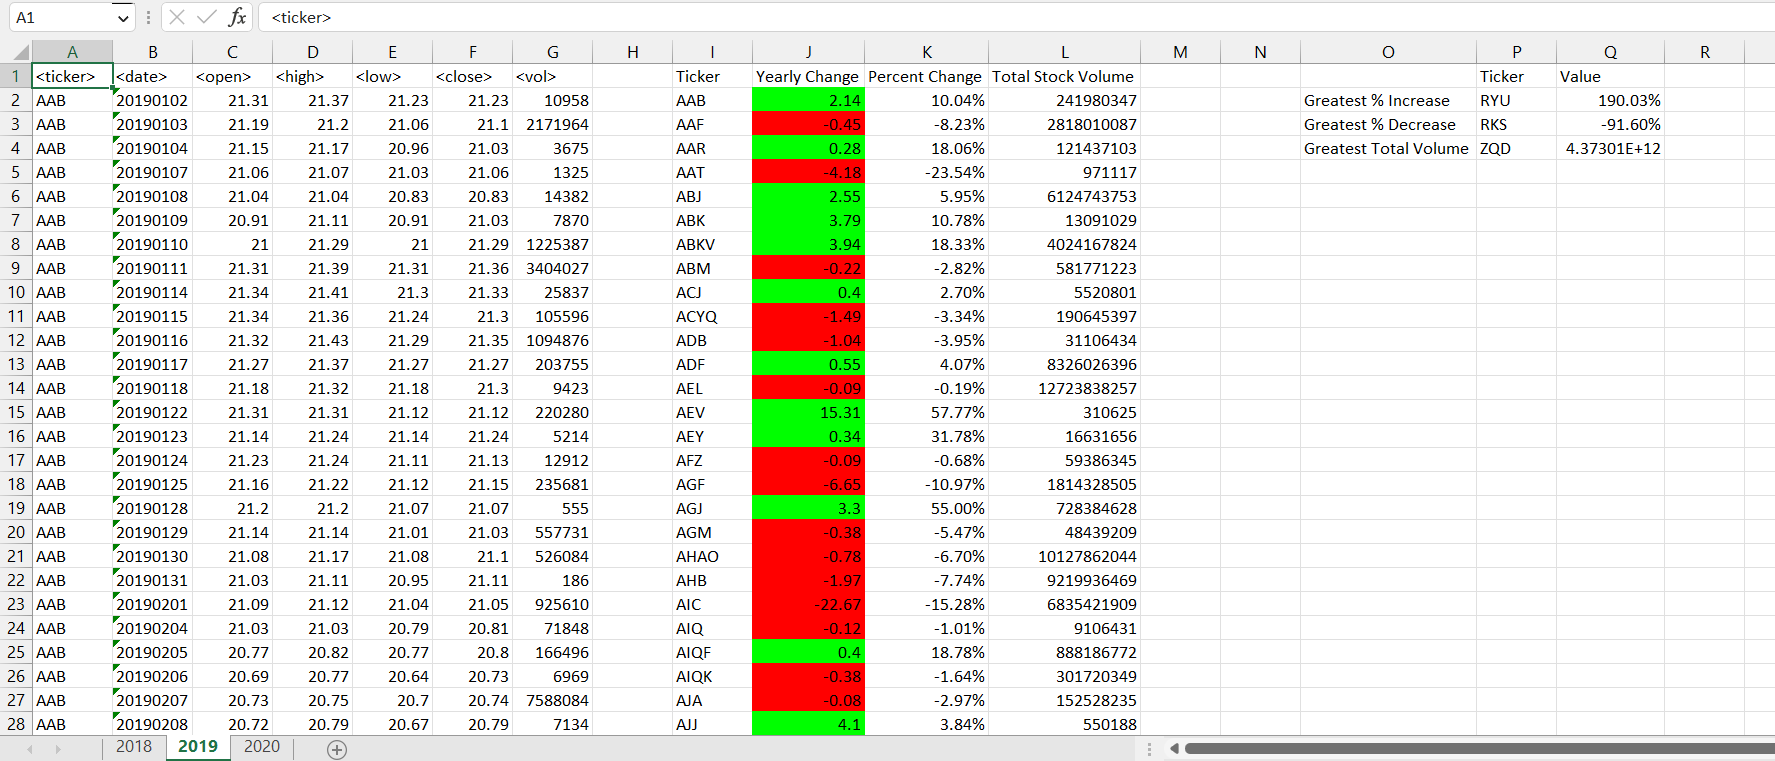 A1 fx <ticker>
A B C D E F G H I J K L M N O P Q R
1 <ticker> <date> <open> <high> <low> <close> <vol> Ticker Yearly Change Percent Change Total Stock Volume Ticker Value
2 AAB 20190102 21.31 21.37 21.23 21.23 10958 AAB 2.14 10.04% 241980347 Greatest % Increase RYU 190.03%
3 AAB 20190103 21.19 21.2 21.06 21.1 2171964 AAF -0.45 -8.23% 2818010087 Greatest % Decrease RKS -91.60%
4 AAB 20190104 21.15 21.17 20.96 21.03 3675 AAR 0.28 18.06% 121437103 Greatest Total Volume ZQD 4.37301E+12
5 AAB 20190107 21.06 21.07 21.03 21.06 1325 AAT -4.18 -23.54% 971117
6 AAB 20190108 21.04 21.04 20.83 20.83 14382 ABJ 2.55 5.95% 6124743753
7 AAB 20190109 20.91 21.11 20.91 21.03 7870 ABK 3.79 10.78% 13091029
8 AAB 20190110 21 21.29 21 21.29 1225387 ABKV 3.94 18.33% 4024167824
9 AAB 20190111 21.31 21.39 21.31 21.36 3404027 ABM -0.22 -2.82% 581771223
10 AAB 20190114 21.34 21.41 21.3 21.33 25837 ACJ 0.4 2.70% 5520801
11 AAB 20190115 21.34 21.36 21.24 21.3 105596 ACYQ -1.49 -3.34% 190645397
12 AAB 20190116 21.32 21.43 21.29 21.35 1094876 ADB -1.04 -3.95% 31106434
13 AAB 20190117 21.27 21.37 21.27 21.27 203755 ADF 0.55 4.07% 8326026396
14 AAB 20190118 21.18 21.32 21.18 21.3 9423 AEL -0.09 -0.19% 12723838257
15 AAB 20190122 21.31 21.31 21.12 21.12 220280 AEV 15.31 57.77% 310625
16 AAB 20190123 21.14 21.24 21.14 21.24 5214 AEY 0.34 31.78% 16631656
17 AAB 20190124 21.23 21.24 21.11 21.13 12912 AFZ -0.09 -0.68% 59386345
18 AAB 20190125 21.16 21.22 21.12 21.15 235681 AGF -6.65 -10.97% 1814328505
19 AAB 20190128 21.2 21.2 21.07 21.07 555 AGJ 3.3 55.00% 728384628
20 AAB 20190129 21.14 21.14 21.01 21.03 557731 AGM -0.38 -5.47% 48439209
21 AAB 20190130 21.08 21.17 21.08 21.1 526084 AHAO -0.78 -6.70% 10127862044
22 AAB 20190131 21.03 21.11 20.95 21.11 186 AHB -1.97 -7.74% 9219936469
23 AAB 20190201 21.09 21.12 21.04 21.05 925610 AIC -22.67 -15.28% 6835421909
24 AAB 20190204 21.03 21.03 20.79 20.81 71848 AIQ -0.12 -1.01% 9106431
25 AAB 20190205 20.77 20.82 20.77 20.8 166496 AIQF 0.4 18.78% 888186772
26 AAB 20190206 20.69 20.77 20.64 20.73 6969 AIQK -0.38 -1.64% 301720349
27 AAB 20190207 20.73 20.75 20.7 20.74 7588084 AJA -0.08 -2.97% 152528235
28 AAB 20190208 20.72 20.79 20.67 20.79 7134 AJJ 4.1 3.84% 550188
2018 2019 2020